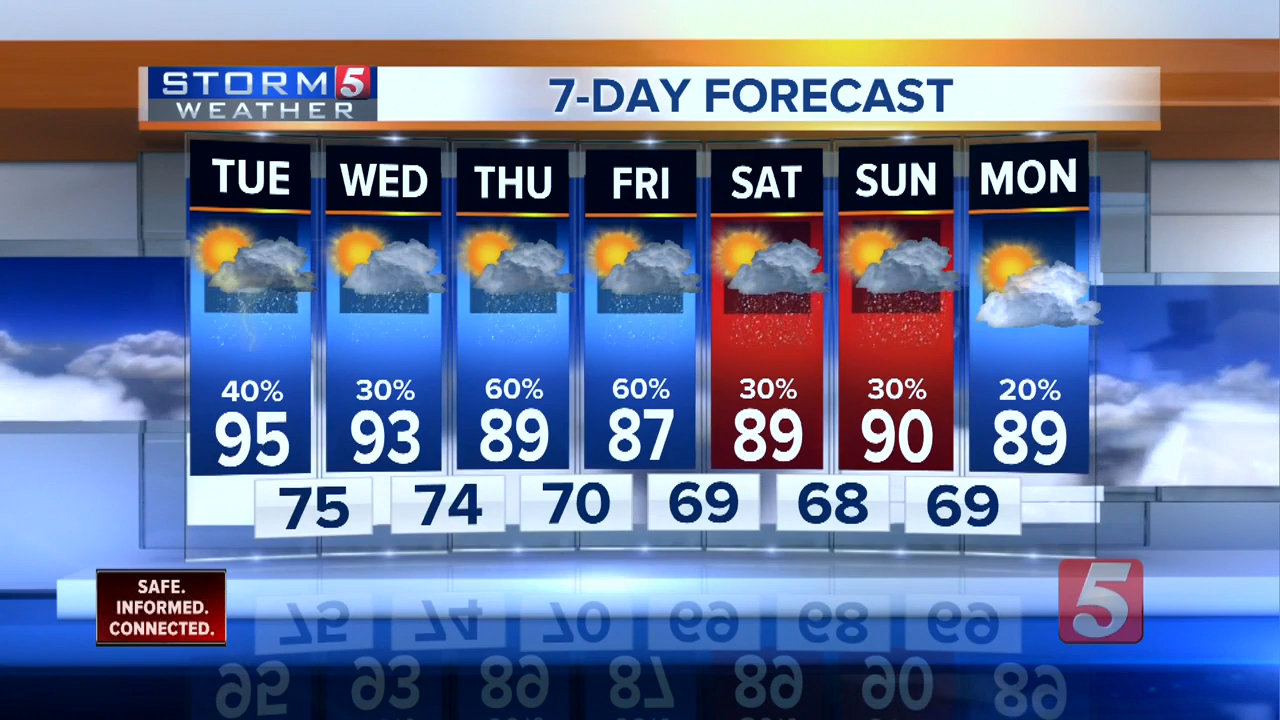 STORM 5
WEATHER
7-DAY FORECAST
TUE WED THU FRI SAT SUN MON
40% 30% 60% 60% 30% 30% 20%
95 93 89 87 89 90 89
75 74 70 69 68 69
SAFE.
INFORMED.
CONNECTED.
5